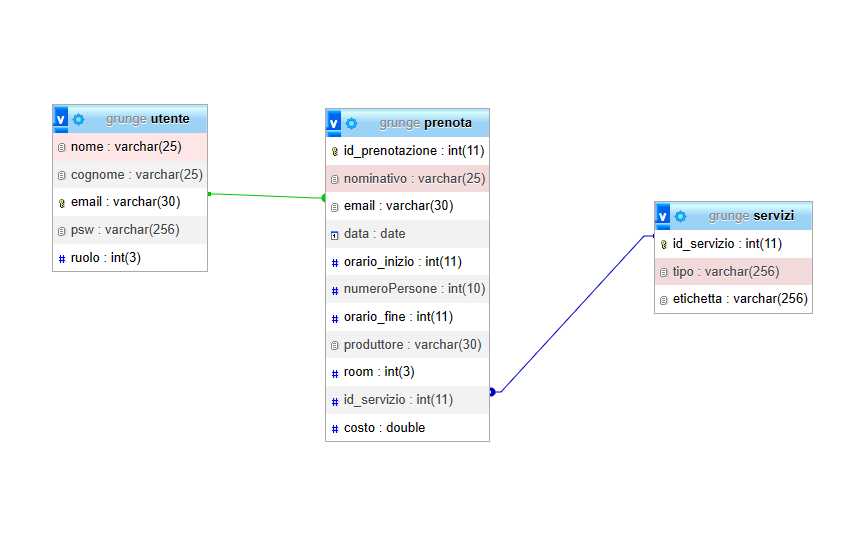 v grunge utente
nome : varchar(25)
cognome : varchar(25)
email : varchar(30)
psw : varchar(256)
# ruolo : int(3)
v grunge prenota
id_prenotazione : int(11)
nominativo : varchar(25)
email : varchar(30)
data : date
# orario_inizio : int(11)
# numeroPersone : int(10)
# orario_fine : int(11)
produttore : varchar(30)
# room : int(3)
# id_servizio : int(11)
# costo : double
v grunge servizi
id_servizio : int(11)
tipo : varchar(256)
etichetta : varchar(256)